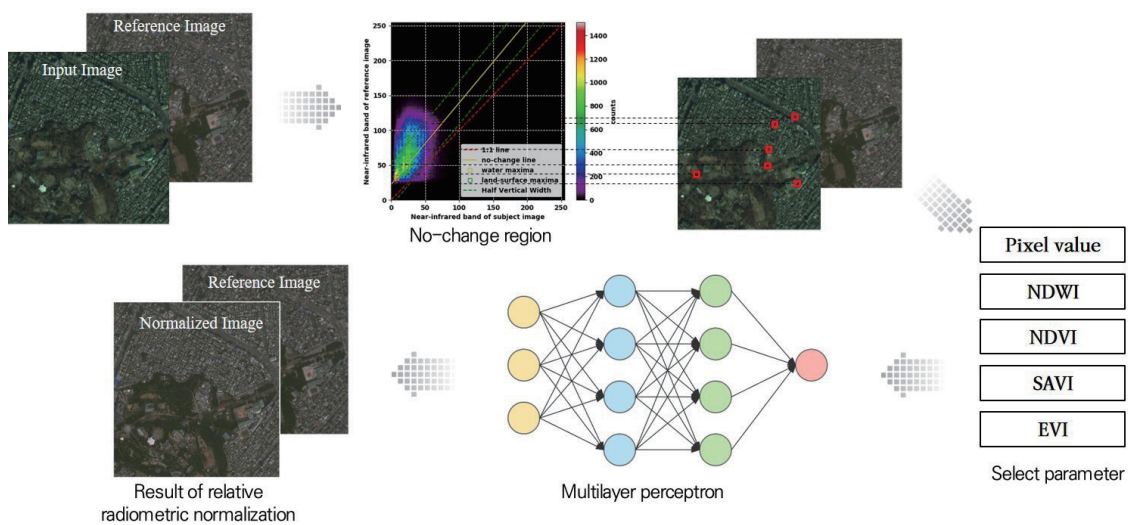 Reference Image
Input Image
Near-infrared band of reference image
250
200
150
100
50
0
0 50 100 150 200 250
Near-infrared band of subject image
1:1 line
no-change line
water maxima
land-surface maxima
Half Vertical Width
1400
1200
1000
800
600
400
200
0
counts
No-change region
Pixel value
NDWI
NDVI
SAVI
EVI
Select parameter
Reference Image
Normalized Image
Result of relative
radiometric normalization
Multilayer perceptron